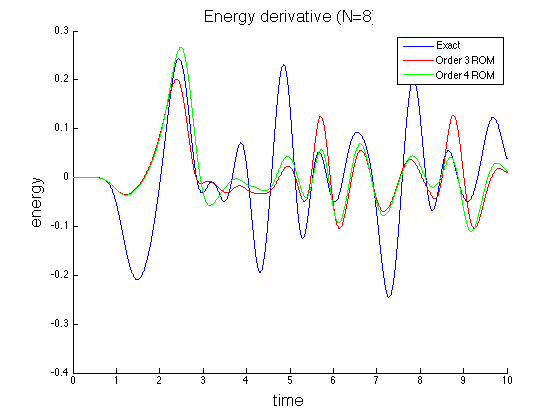 Energy derivative (N=8)
Exact
Order 3 ROM
Order 4 ROM
0.3
0.2
0.1
0
-0.1
-0.2
-0.3
-0.4
energy
0 1 2 3 4 5 6 7 8 9 10
time